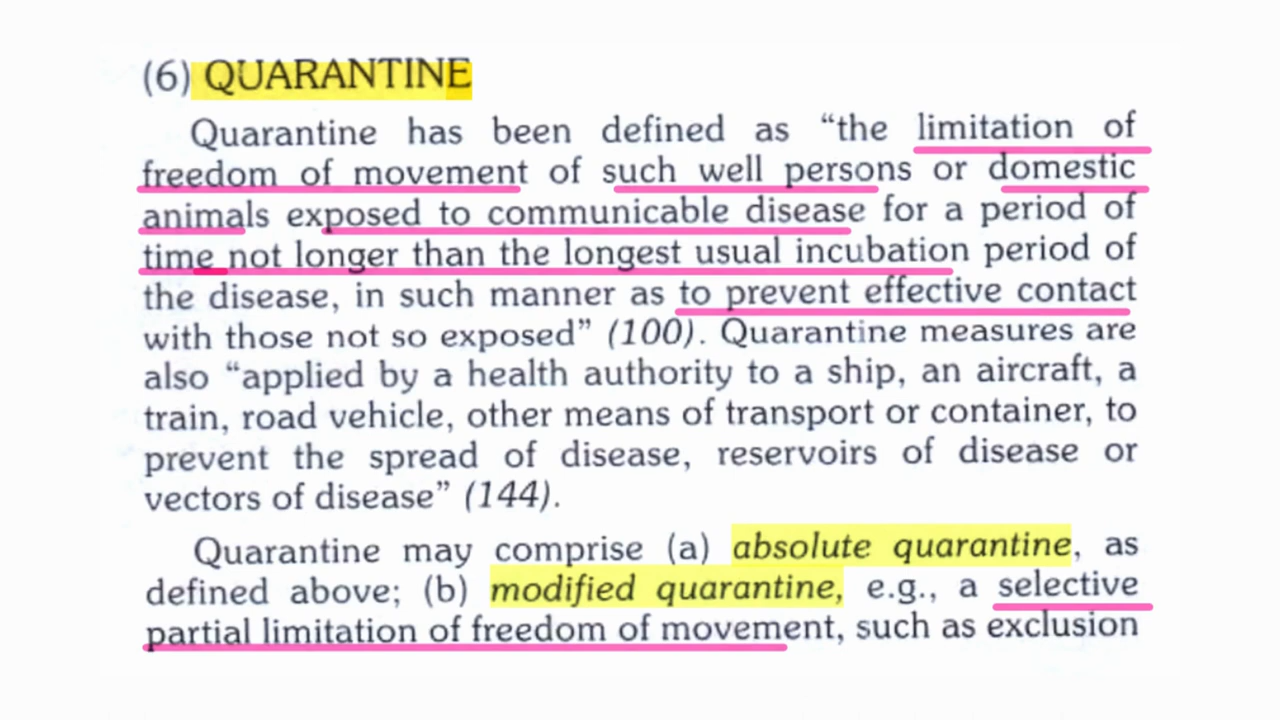 (6) QUARANTINE
Quarantine has been defined as “the limitation of
freedom of movement of such well persons or domestic
animals exposed to communicable disease for a period of
time not longer than the longest usual incubation period of
the disease, in such manner as to prevent effective contact
with those not so exposed” (100). Quarantine measures are
also “applied by a health authority to a ship, an aircraft, a
train, road vehicle, other means of transport or container, to
prevent the spread of disease, reservoirs of disease or
vectors of disease” (144).
Quarantine may comprise (a) absolute quarantine, as
defined above; (b) modified quarantine, e.g., a selective
partial limitation of freedom of movement, such as exclusion